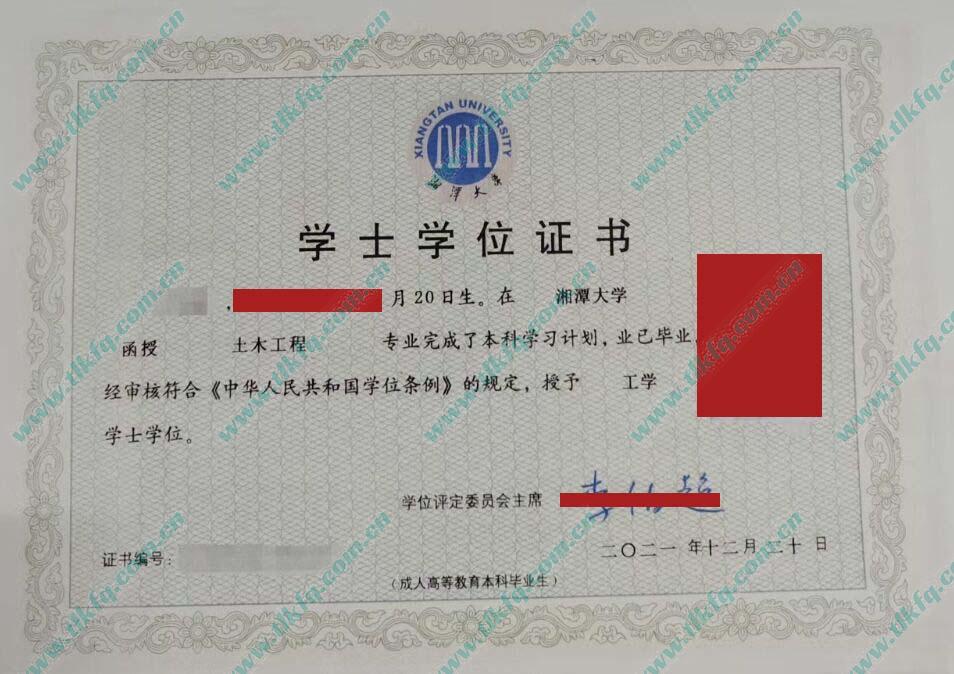 XIANGTAN UNIVERSITY
湘潭大学
学士学位证书
,
月20日生。在 湘潭大学
函授 土木工程 专业完成了本科学习计划，业已毕业，
经审核符合《中华人民共和国学位条例》的规定，授予 工学
学士学位。
学位评定委员会主席
二〇二一 年十二月 二十 日
证书编号：
（成人高等教育本科毕业生）
www.tlkfq.com.cn